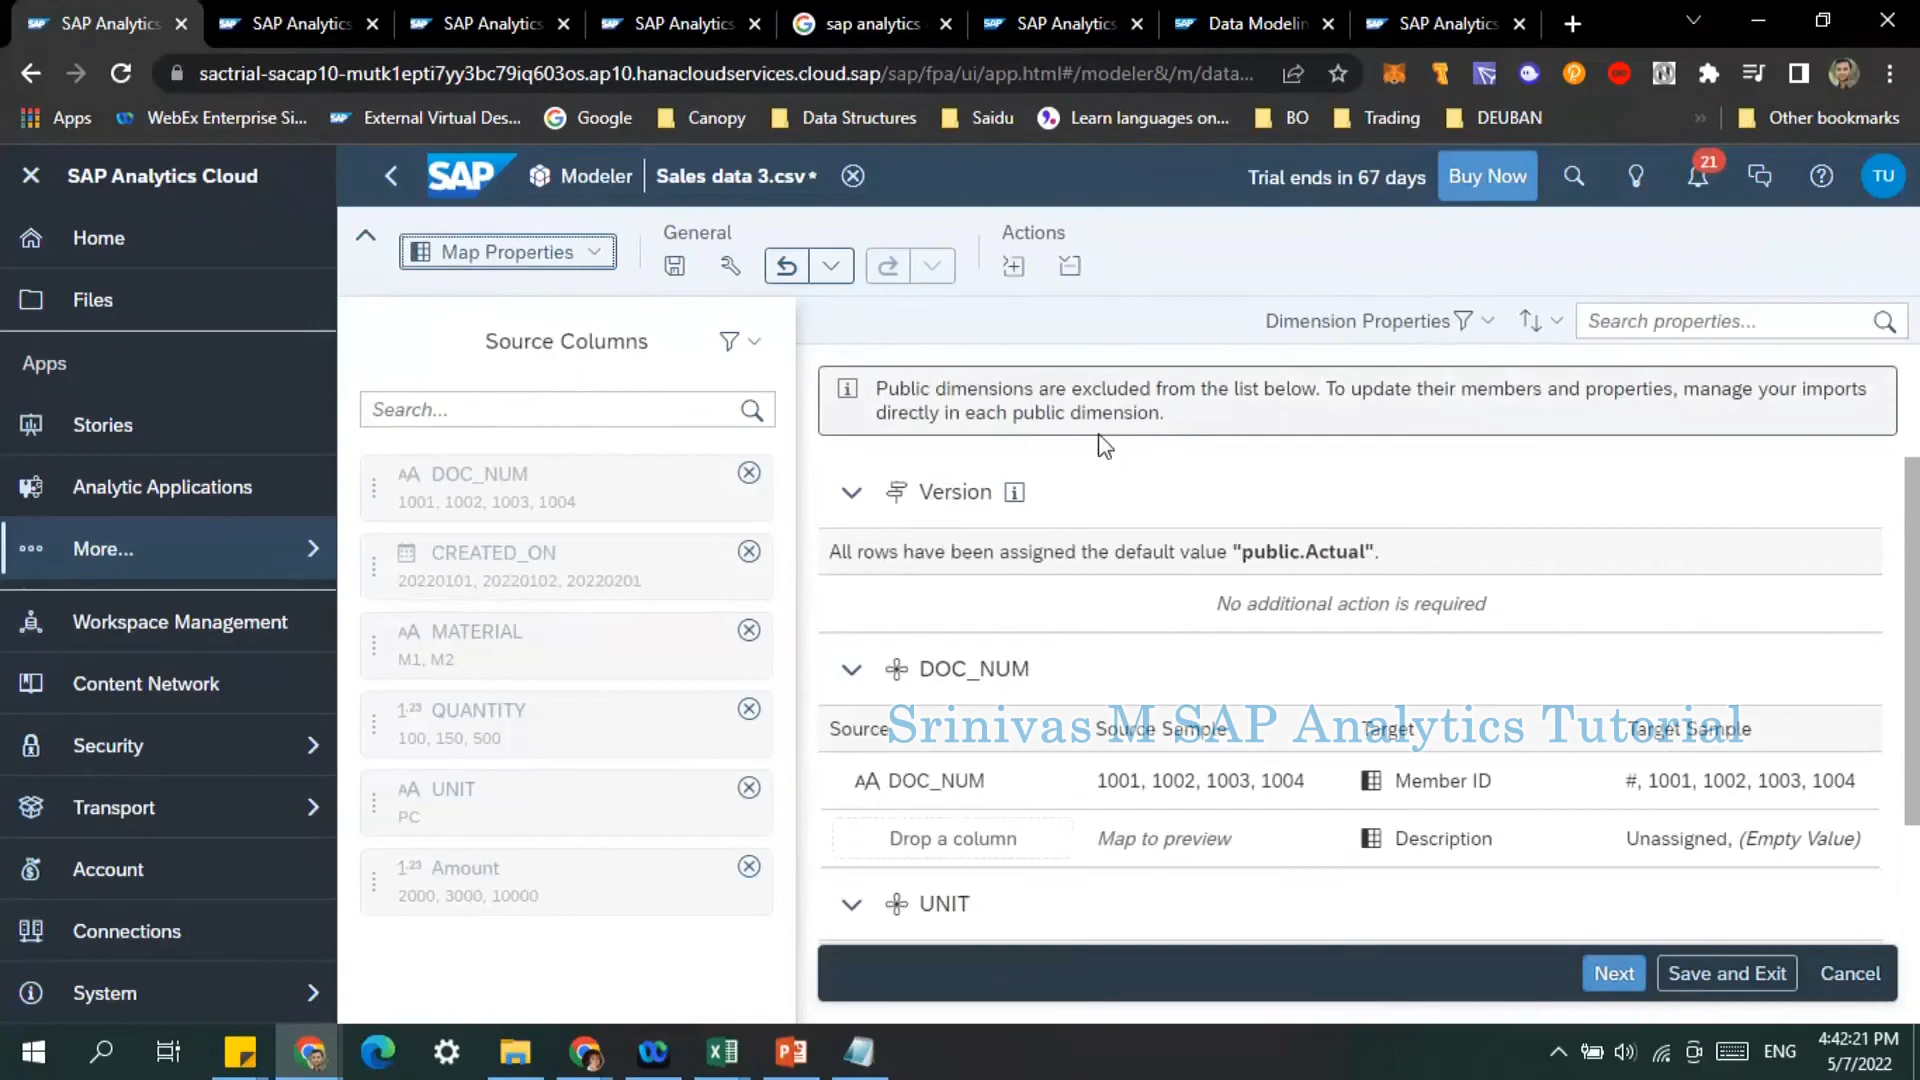 SAP Analytics
SAP Analytics
SAP Analytics
SAP Analytics
sap analytics
SAP Analytics
Data Modelin
SAP Analytics
sactrial-sacap10-mutk1epti7yy3bc79iq603os.ap10.hanacloudservices.cloud.sap/sap/fpa/ui/app.html#/modeler&/m/data...
Apps
WebEx Enterprise Si...
External Virtual Des...
Google
Canopy
Data Structures
Saidu
Learn languages on...
BO
Trading
DEUBAN
»
Other bookmarks
SAP Analytics Cloud
SAP
Modeler
Sales data 3.csv*
Trial ends in 67 days
Buy Now
21
TU
Home
Files
Apps
Stories
Analytic Applications
More...
Workspace Management
Content Network
Security
Transport
Account
Connections
System
Map Properties
General
Actions
Source Columns
Search...
AA DOC_NUM
1001, 1002, 1003, 1004
CREATED_ON
20220101, 20220102, 20220201
AA MATERIAL
M1, M2
123 QUANTITY
100, 150, 500
AA UNIT
PC
123 Amount
2000, 3000, 10000
Dimension Properties
Search properties...
Public dimensions are excluded from the list below. To update their members and properties, manage your imports
directly in each public dimension.
Version
All rows have been assigned the default value "public.Actual".
No additional action is required
DOC_NUM
Source Source Sample Target Target Sample
Srinivas M SAP Analytics Tutorial
AA DOC_NUM 1001, 1002, 1003, 1004 Member ID #, 1001, 1002, 1003, 1004
Drop a column Map to preview Description Unassigned, (Empty Value)
UNIT
Next
Save and Exit
Cancel
ENG
4:42:21 PM
5/7/2022